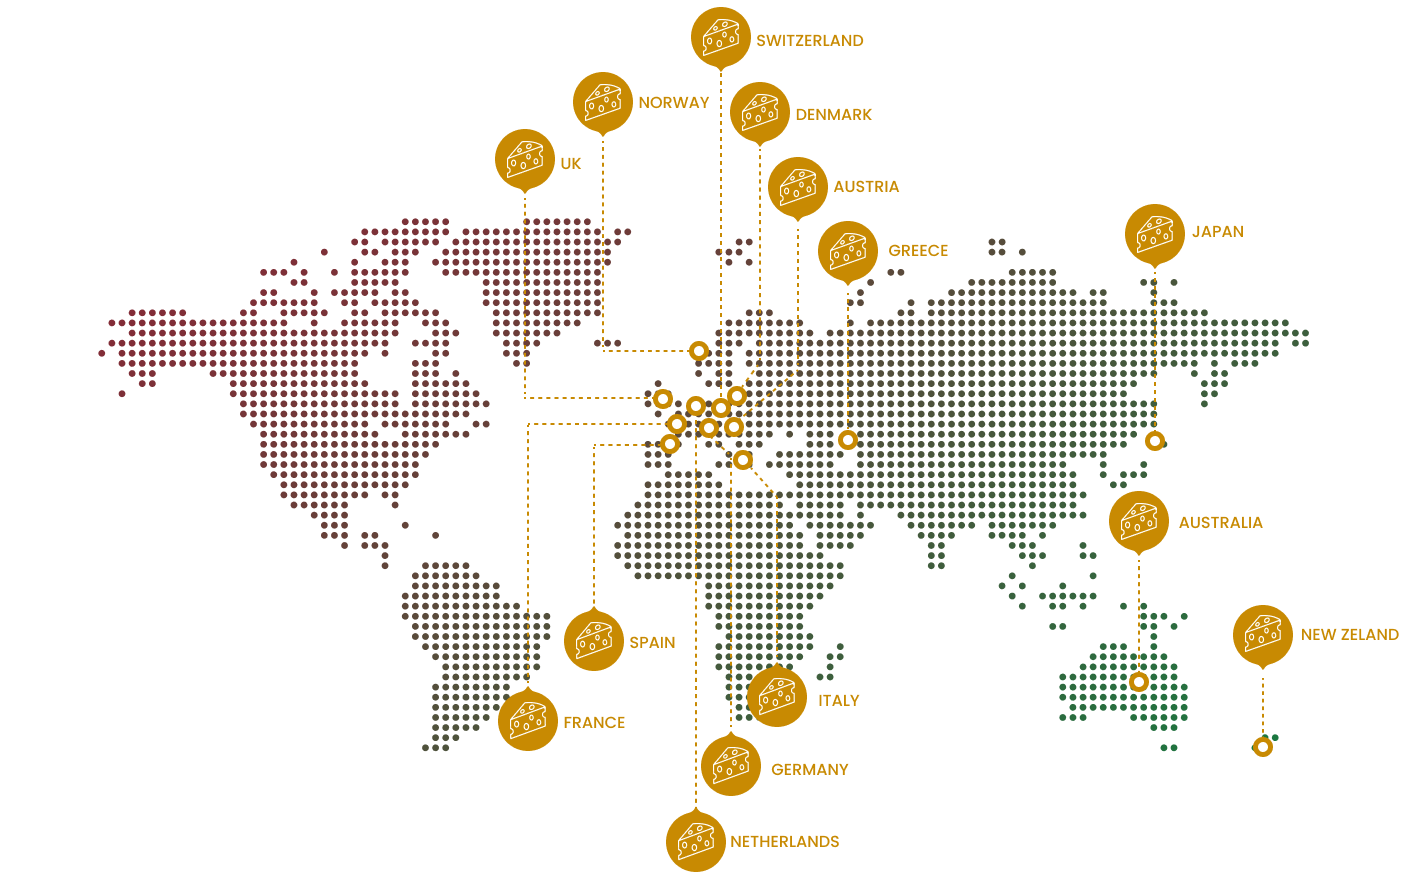 SWITZERLAND
NORWAY
DENMARK
UK
AUSTRIA
JAPAN
GREECE
AUSTRALIA
NEW ZELAND
SPAIN
ITALY
FRANCE
GERMANY
NETHERLANDS